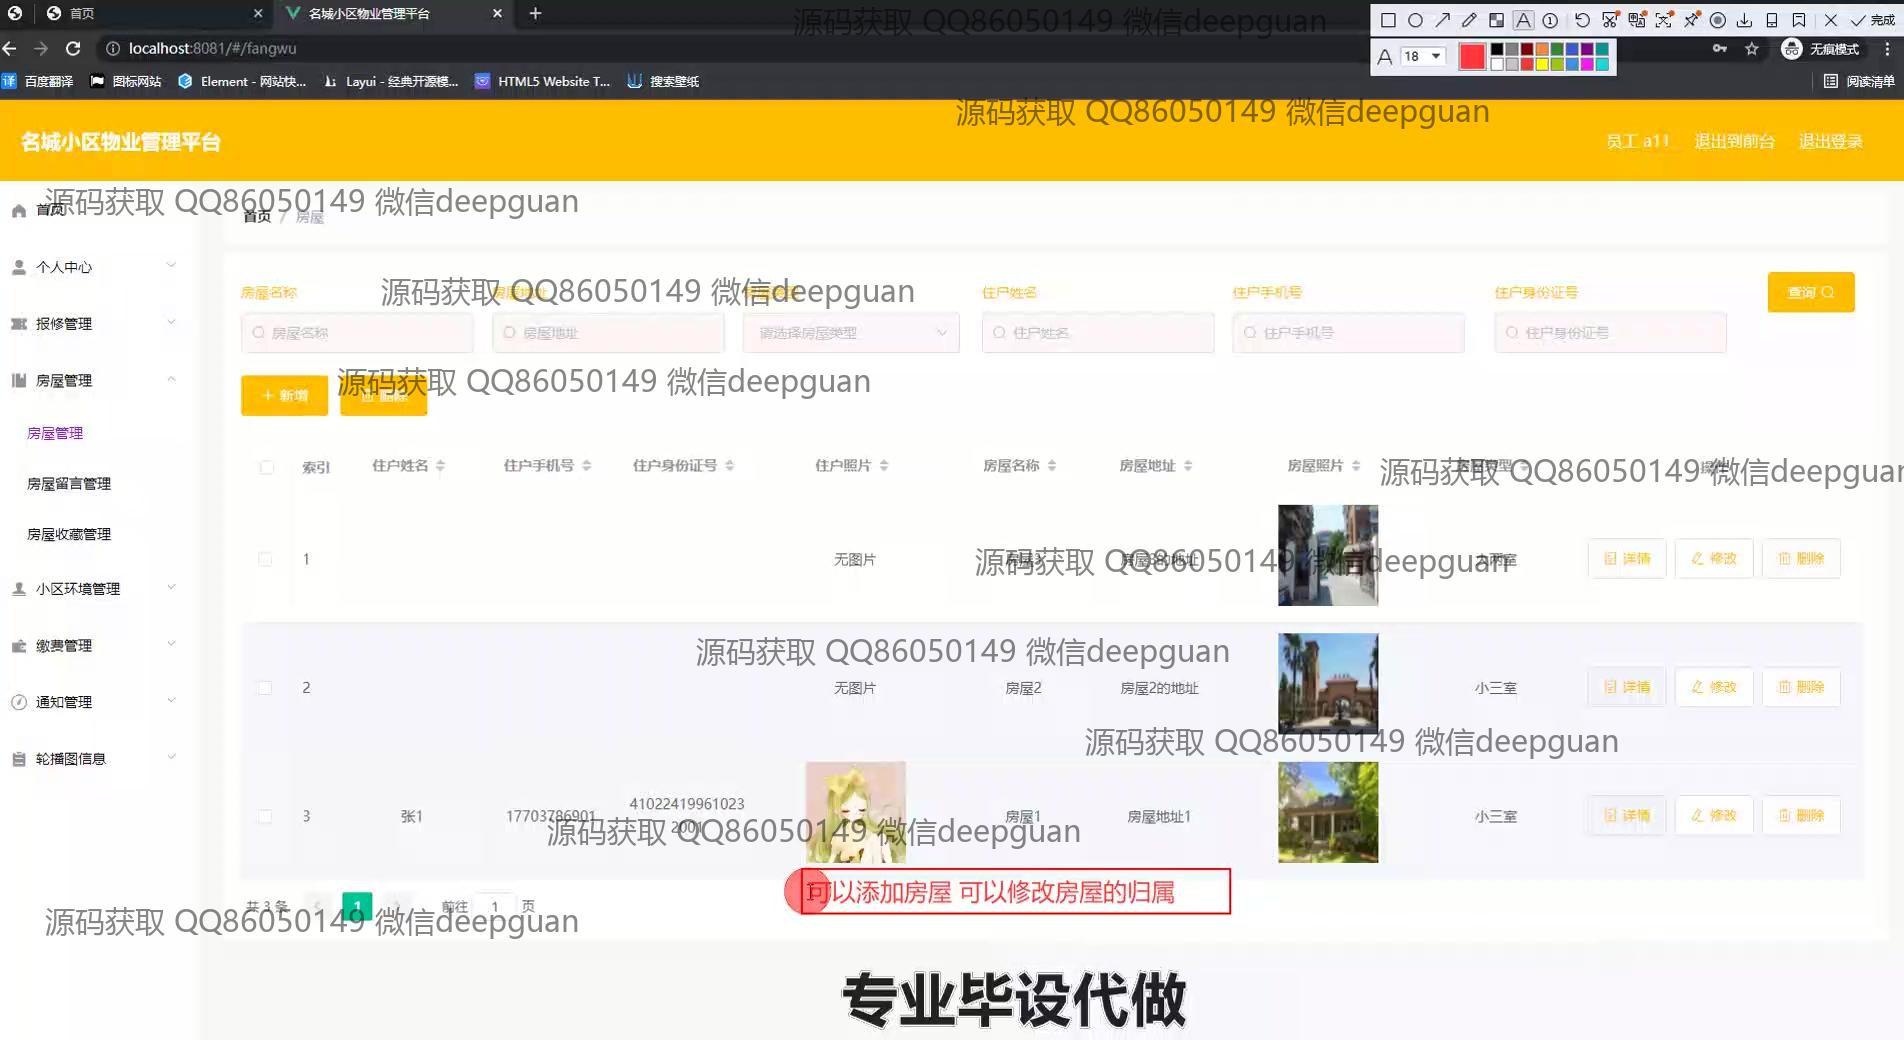 首页
名城小区物业管理平台
18
完成
localhost:8081/#/fangwu
无痕模式
译 百度翻译
图标网站
Element - 网站快...
Layui - 经典开源模...
HTML5 Website T...
搜索壁纸
阅读清单
源码获取 QQ86050149 微信deepguan
源码获取 QQ86050149 微信deepguan
名城小区物业管理平台
员工 a11
退出到前台
退出登录
源码获取 QQ86050149 微信deepguan
首页
首页 / 房屋
个人中心
报修管理
房屋管理
房屋管理
房屋留言管理
房屋收藏管理
小区环境管理
缴费管理
通知管理
轮播图信息
源码获取 QQ86050149 微信deepguan
房屋名称
房屋地址
住户姓名
住户手机号
住户身份证号
查询
房屋名称
房屋地址
请选择房屋类型
住户姓名
住户手机号
住户身份证号
源码获取 QQ86050149 微信deepguan
+ 新增
删除
索引
住户姓名
住户手机号
住户身份证号
住户照片
房屋名称
房屋地址
房屋照片
房屋类型
源码获取 QQ86050149 微信deepguan
1
无图片
房屋3
房屋3的地址
大两室
详情
修改
删除
源码获取 QQ86050149 微信deepguan
源码获取 QQ86050149 微信deepguan
2
无图片
房屋2
房屋2的地址
小三室
详情
修改
删除
源码获取 QQ86050149 微信deepguan
3
张1
17703786901
41022419961023
2001
房屋1
房屋地址1
小三室
详情
修改
删除
源码获取 QQ86050149 微信deepguan
可以添加房屋 可以修改房屋的归属
共 3 条
1
前往 1 页
源码获取 QQ86050149 微信deepguan
专业毕设代做